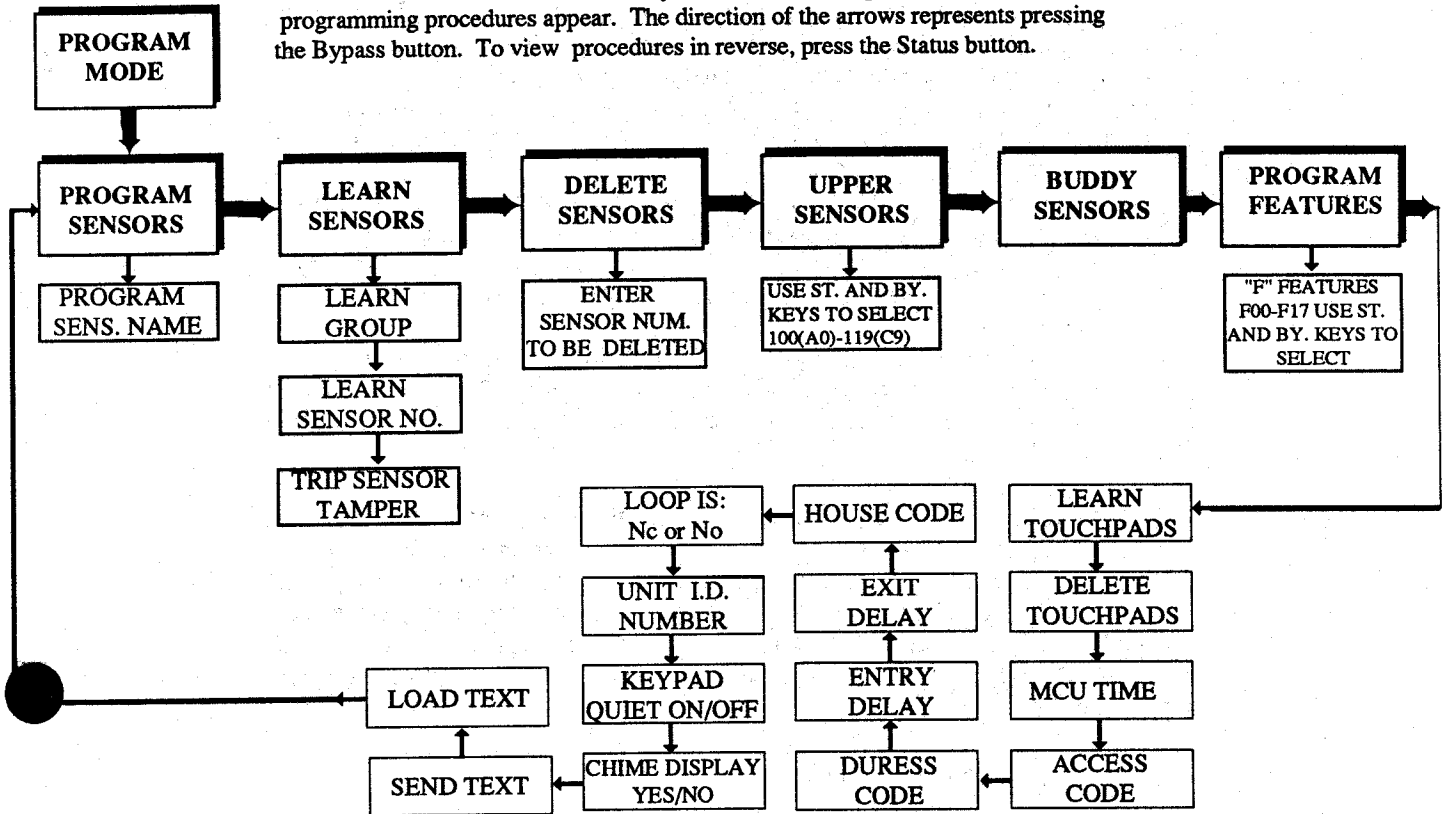 programming procedures appear. The direction of the arrows represents pressing
the Bypass button. To view procedures in reverse, press the Status button.
PROGRAM
MODE
PROGRAM
SENSORS
LEARN
SENSORS
DELETE
SENSORS
UPPER
SENSORS
BUDDY
SENSORS
PROGRAM
FEATURES
PROGRAM
SENS. NAME
LEARN
GROUP
LEARN
SENSOR NO.
TRIP SENSOR
TAMPER
ENTER
SENSOR NUM.
TO BE DELETED
USE ST. AND BY.
KEYS TO SELECT
100(A0)-119(C9)
"F" FEATURES
F00-F17 USE ST.
AND BY. KEYS TO
SELECT
LEARN
TOUCHPADS
DELETE
TOUCHPADS
MCU TIME
ACCESS
CODE
DURESS
CODE
ENTRY
DELAY
EXIT
DELAY
HOUSE CODE
LOOP IS:
Nc or No
UNIT I.D.
NUMBER
KEYPAD
QUIET ON/OFF
CHIME DISPLAY
YES/NO
SEND TEXT
LOAD TEXT